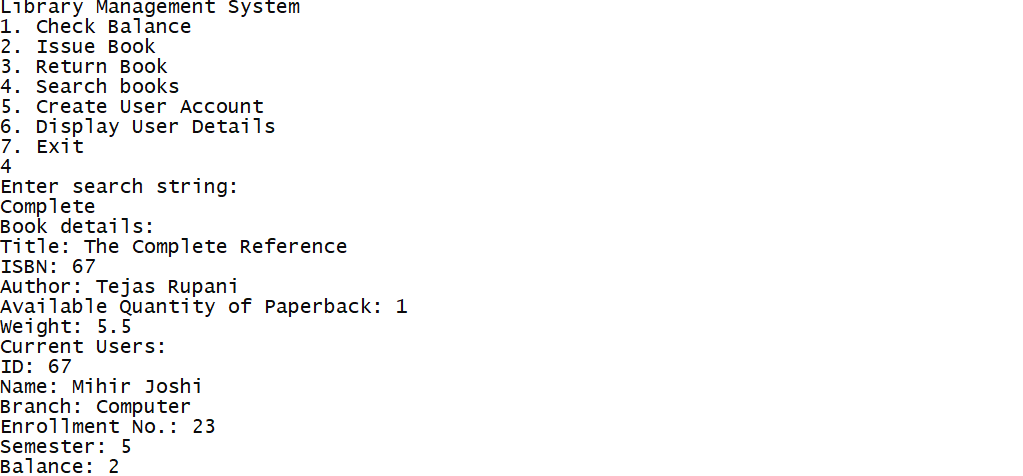 Library Management System
1. Check Balance
2. Issue Book
3. Return Book
4. Search books
5. Create User Account
6. Display User Details
7. Exit
4
Enter search string:
Complete
Book details:
Title: The Complete Reference
ISBN: 67
Author: Tejas Rupani
Available Quantity of Paperback: 1
Weight: 5.5
Current Users:
ID: 67
Name: Mihir Joshi
Branch: Computer
Enrollment No.: 23
Semester: 5
Balance: 2